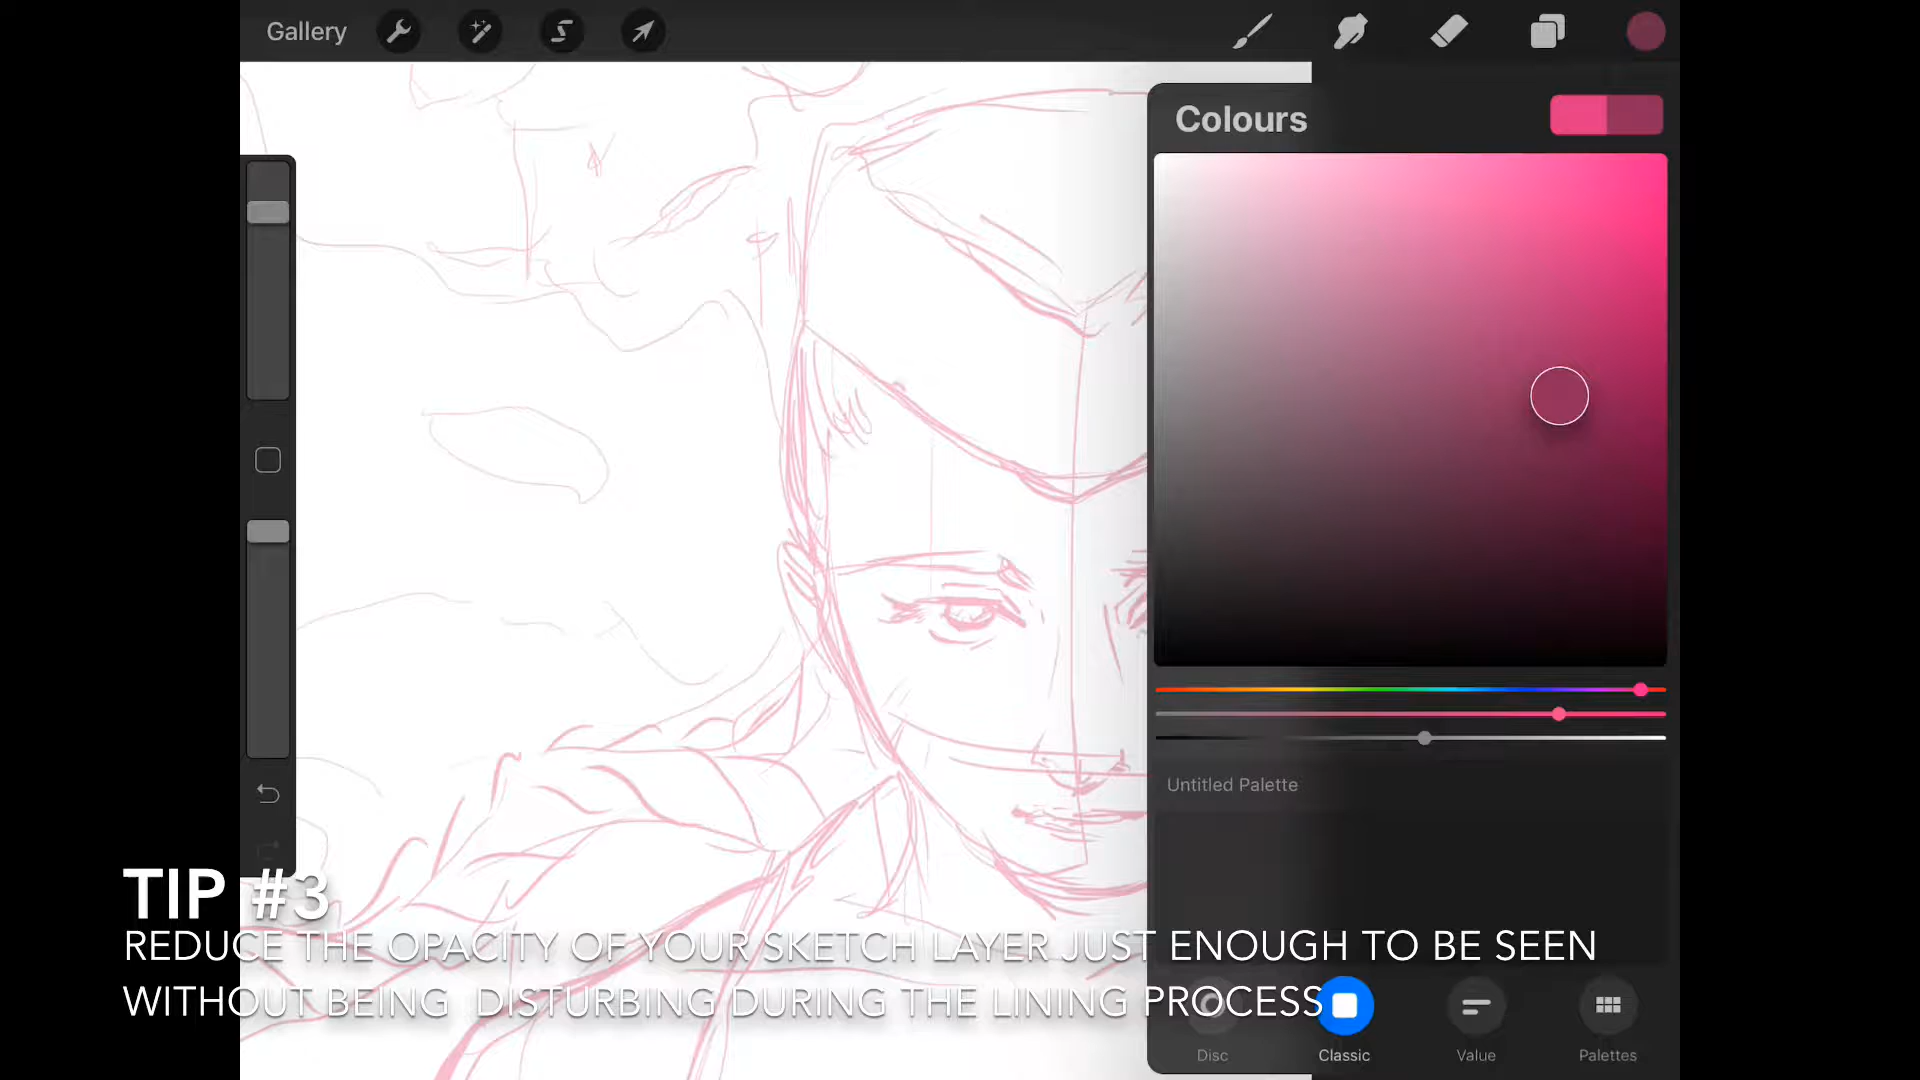 Gallery
Colours
Untitled Palette
TIP #3
REDUCE THE OPACITY OF YOUR SKETCH LAYER JUST ENOUGH TO BE SEEN
WITHOUT BEING DISTURBING DURING THE LINING PROCESS
Disc
Classic
Value
Palettes